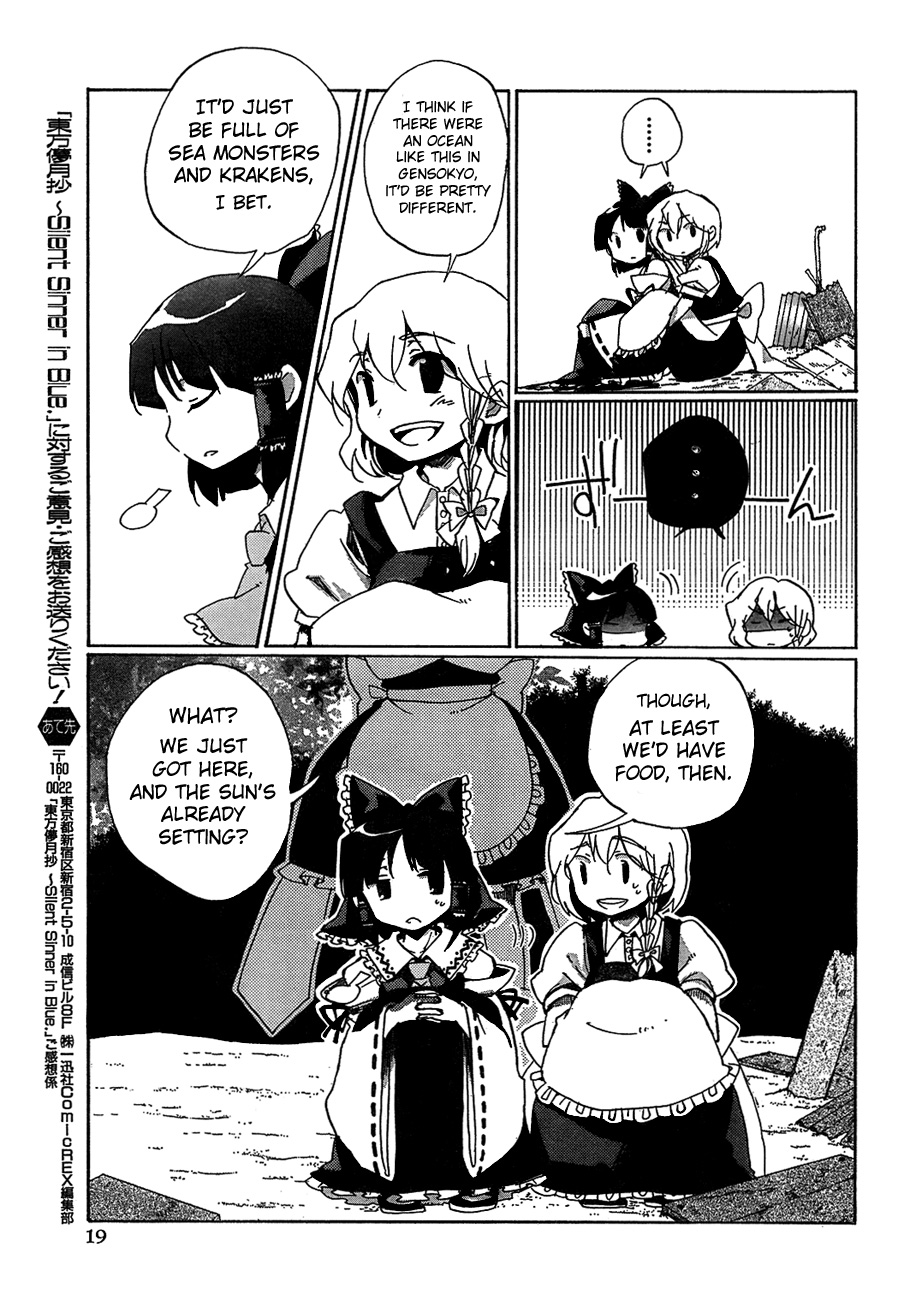 ......
...
ずーーん
I THINK IF
THERE WERE
AN OCEAN
LIKE THIS IN
GENSOKYO,
IT'D BE PRETTY
DIFFERENT.
IT'D JUST
BE FULL OF
SEA MONSTERS
AND KRAKENS,
I BET.
THOUGH,
AT LEAST
WE'D HAVE
FOOD, THEN.
WHAT?
WE JUST
GOT HERE,
AND THE SUN'S
ALREADY
SETTING?
「東方儚月抄 ～Silent Sinner in Blue.」に対するご意見・ご感想をお送りください！
あて先
〒160-0022 東京都新宿区新宿2-5-10 成信ビル㈱一迅社ComicREX編集部
「東方儚月抄 ～Silent Sinner in Blue.」ご感想係
19